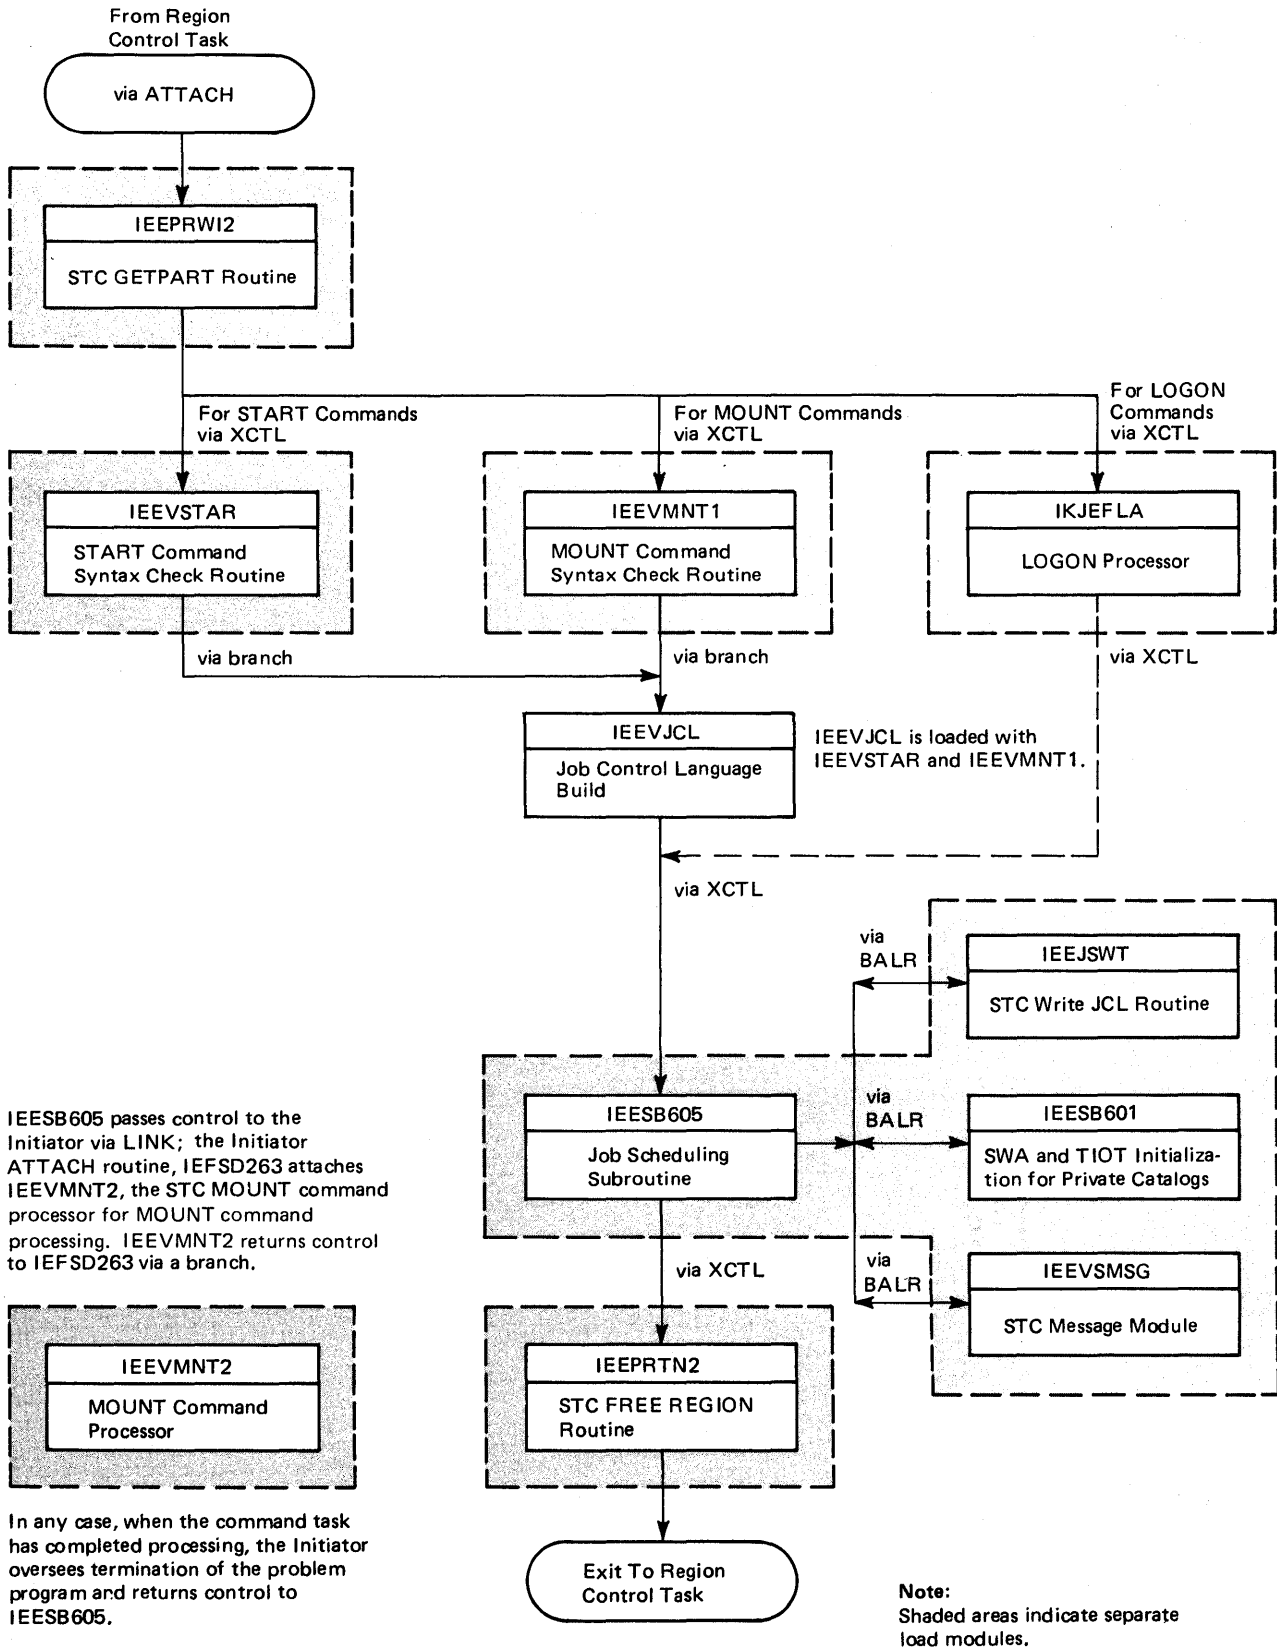 From Region
Control Task
via ATTACH
IEEPRWI2
STC GETPART Routine
For START Commands
via XCTL
For MOUNT Commands
via XCTL
For LOGON
Commands
via XCTL
IEEVSTAR
START Command
Syntax Check Routine
IEEVMNT1
MOUNT Command
Syntax Check Routine
IKJEFLA
LOGON Processor
via branch
via branch
via XCTL
IEEVJCL
Job Control Language
Build
IEEVJCL is loaded with
IEEVSTAR and IEEVMNT1.
via XCTL
via
BALR
IEEJSWT
STC Write JCL Routine
IEESB605
Job Scheduling
Subroutine
via
BALR
IEESB601
SWA and TIOT Initializa-
tion for Private Catalogs
via
BALR
IEEVSMSG
STC Message Module
IEESB605 passes control to the
Initiator via LINK; the Initiator
ATTACH routine, IEFSD263 attaches
IEEVMNT2, the STC MOUNT command
processor for MOUNT command
processing. IEEVMNT2 returns control
to IEFSD263 via a branch.
via XCTL
IEEVMNT2
MOUNT Command
Processor
IEEPRTN2
STC FREE REGION
Routine
In any case, when the command task
has completed processing, the Initiator
oversees termination of the problem
program and returns control to
IEESB605.
Exit To Region
Control Task
Note:
Shaded areas indicate separate
load modules.